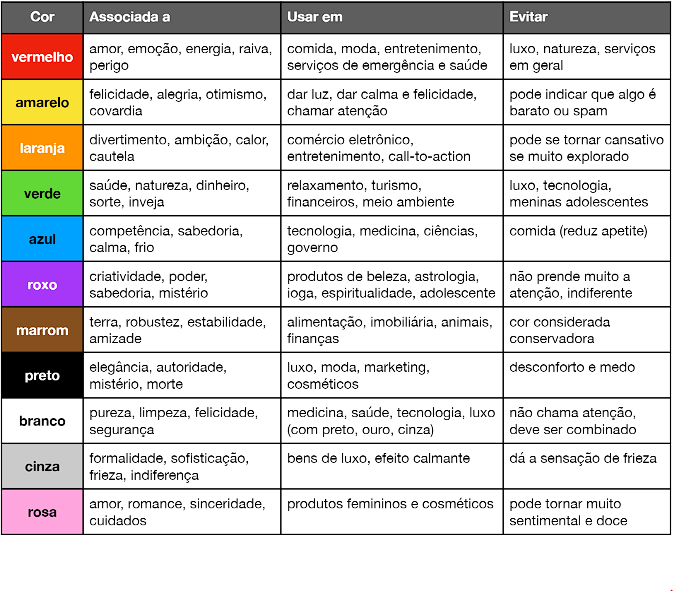 Cor Associada a Usar em Evitar
vermelho amor, emoção, energia, raiva, comida, moda, entretenimento, luxo, natureza, serviços
perigo serviços de emergência e saúde em geral
amarelo felicidade, alegria, otimismo, dar luz, dar calma e felicidade, pode indicar que algo é
covardia chamar atenção barato ou spam
laranja divertimento, ambição, calor, comércio eletrônico, pode se tornar cansativo
cautela entretenimento, call-to-action se muito explorado
verde saúde, natureza, dinheiro, relaxamento, turismo, luxo, tecnologia,
sorte, inveja financeiros, meio ambiente meninas adolescentes
azul competência, sabedoria, tecnologia, medicina, ciências, comida (reduz apetite)
calma, frio governo
roxo criatividade, poder, produtos de beleza, astrologia, não prende muito a
sabedoria, mistério ioga, espiritualidade, adolescente atenção, indiferente
marrom terra, robustez, estabilidade, alimentação, imobiliária, animais, cor considerada
amizade finanças conservadora
preto elegância, autoridade, luxo, moda, marketing, desconforto e medo
mistério, morte cosméticos
branco pureza, limpeza, felicidade, medicina, saúde, tecnologia, luxo não chama atenção,
segurança (com preto, ouro, cinza) deve ser combinado
cinza formalidade, sofisticação, bens de luxo, efeito calmante dá a sensação de frieza
frieza, indiferença
rosa amor, romance, sinceridade, produtos femininos e cosméticos pode tornar muito
cuidados sentimental e doce